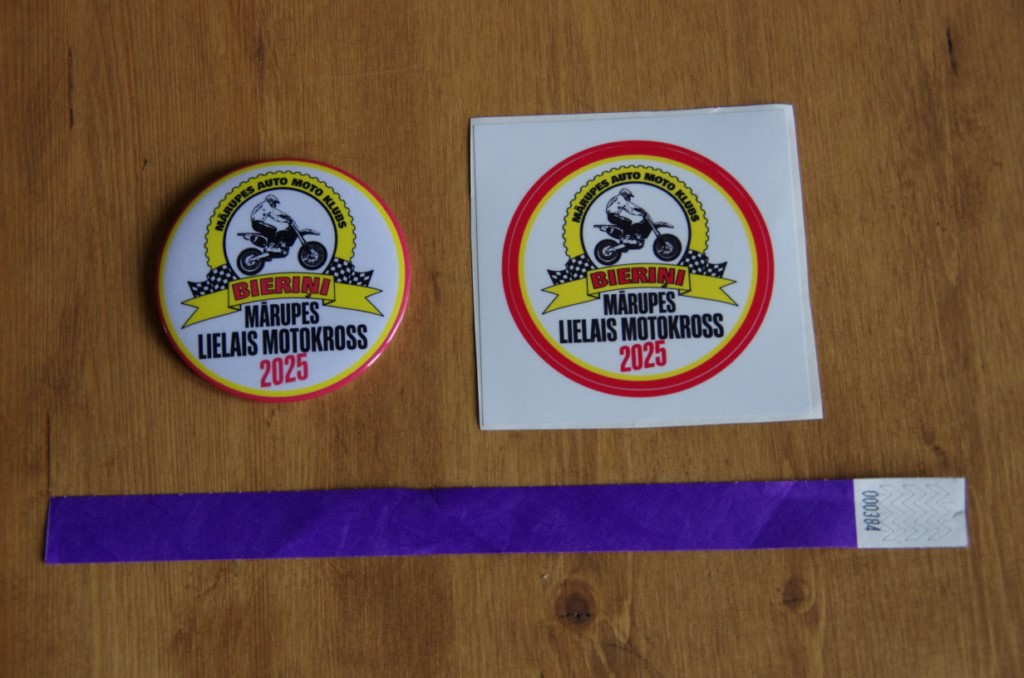 MĀRUPES AUTO MOTO KLUBS
BIERIŅI
MĀRUPES
LIELAIS MOTOKROSS
2025
MĀRUPES AUTO MOTO KLUBS
BIERIŅI
MĀRUPES
LIELAIS MOTOKROSS
2025
000384